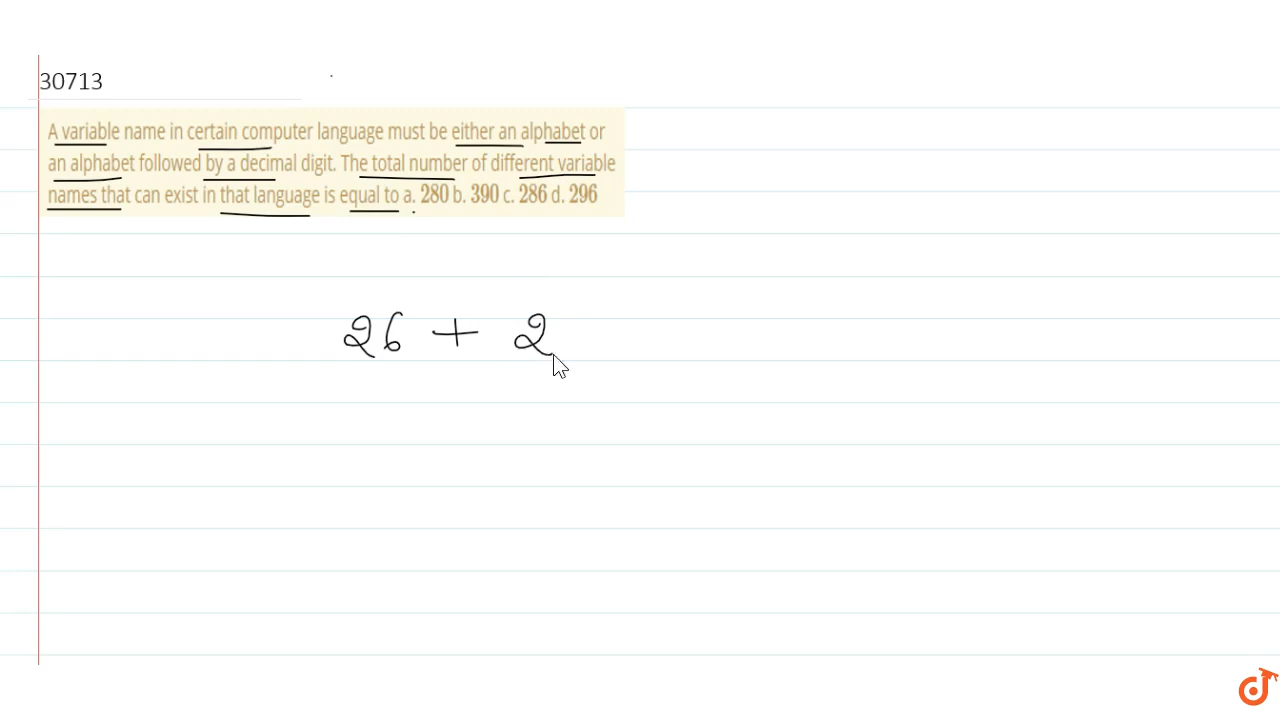 30713
A variable name in certain computer language must be either an alphabet or
an alphabet followed by a decimal digit. The total number of different variable
names that can exist in that language is equal to a. 280 b. 390 c. 286 d. 296
26 + 2